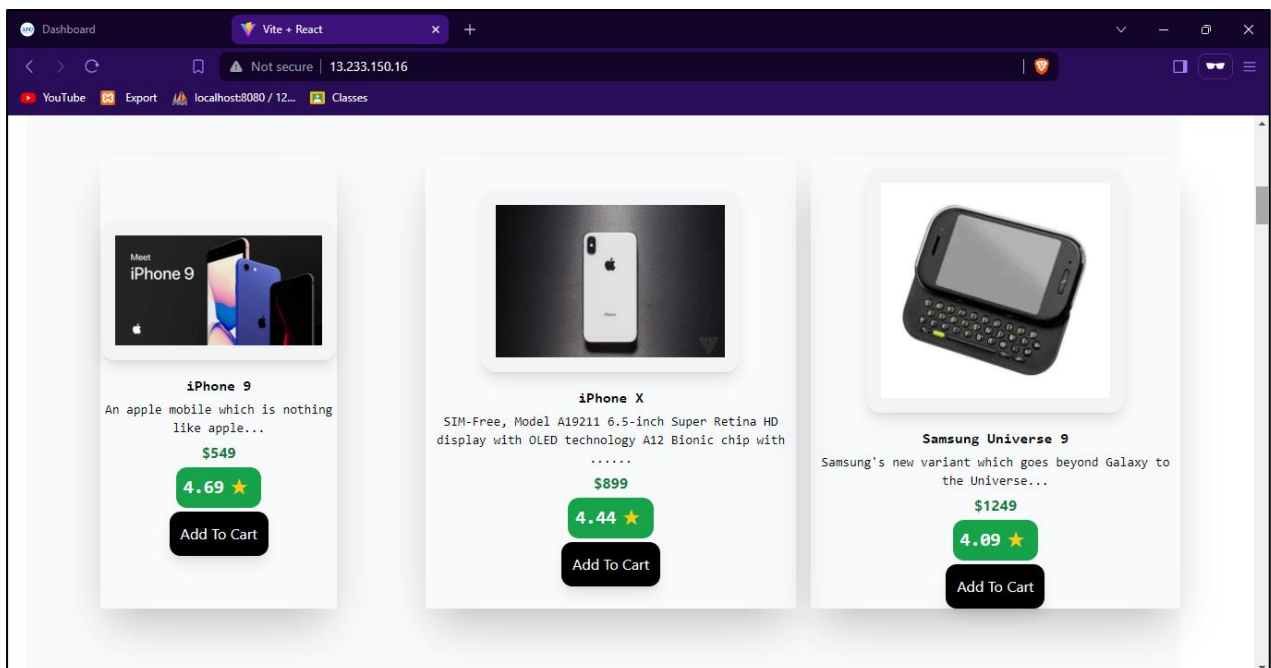 Dashboard
Vite + React
Not secure | 13.233.150.16
YouTube Export localhost:8080 / 12... Classes
Meet
iPhone 9
iPhone 9
An apple mobile which is nothing
like apple...
$549
4.69
Add To Cart
iPhone
iPhone X
SIM-Free, Model A19211 6.5-inch Super Retina HD
display with OLED technology A12 Bionic chip with
......
$899
4.44
Add To Cart
Samsung Universe 9
Samsung's new variant which goes beyond Galaxy to
the Universe...
$1249
4.09
Add To Cart